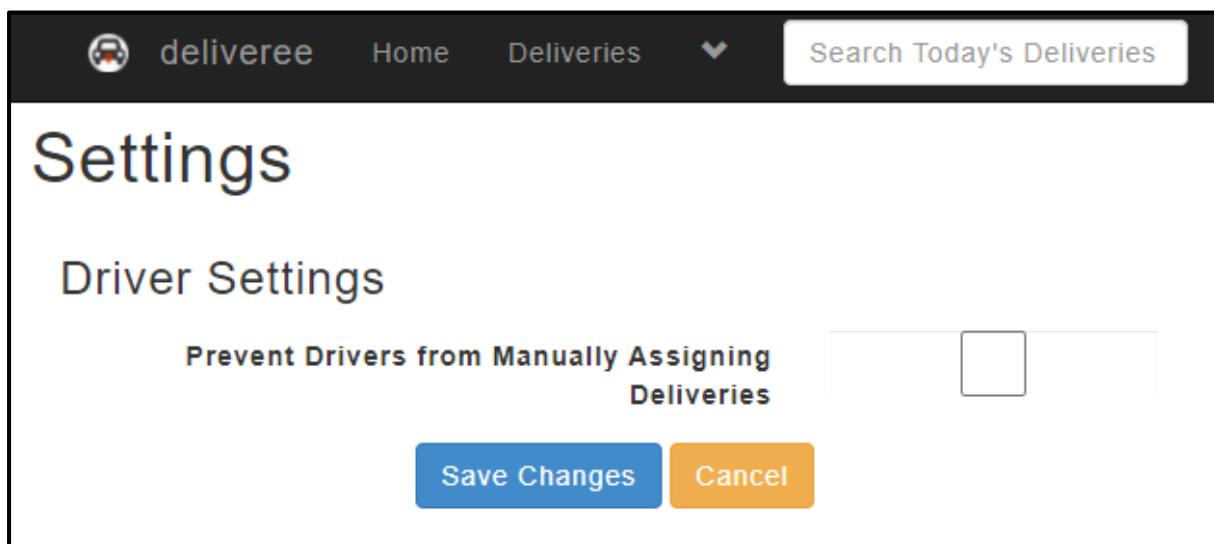 deliveree Home Deliveries Search Today's Deliveries
Settings
Driver Settings
Prevent Drivers from Manually Assigning
Deliveries
Save Changes Cancel